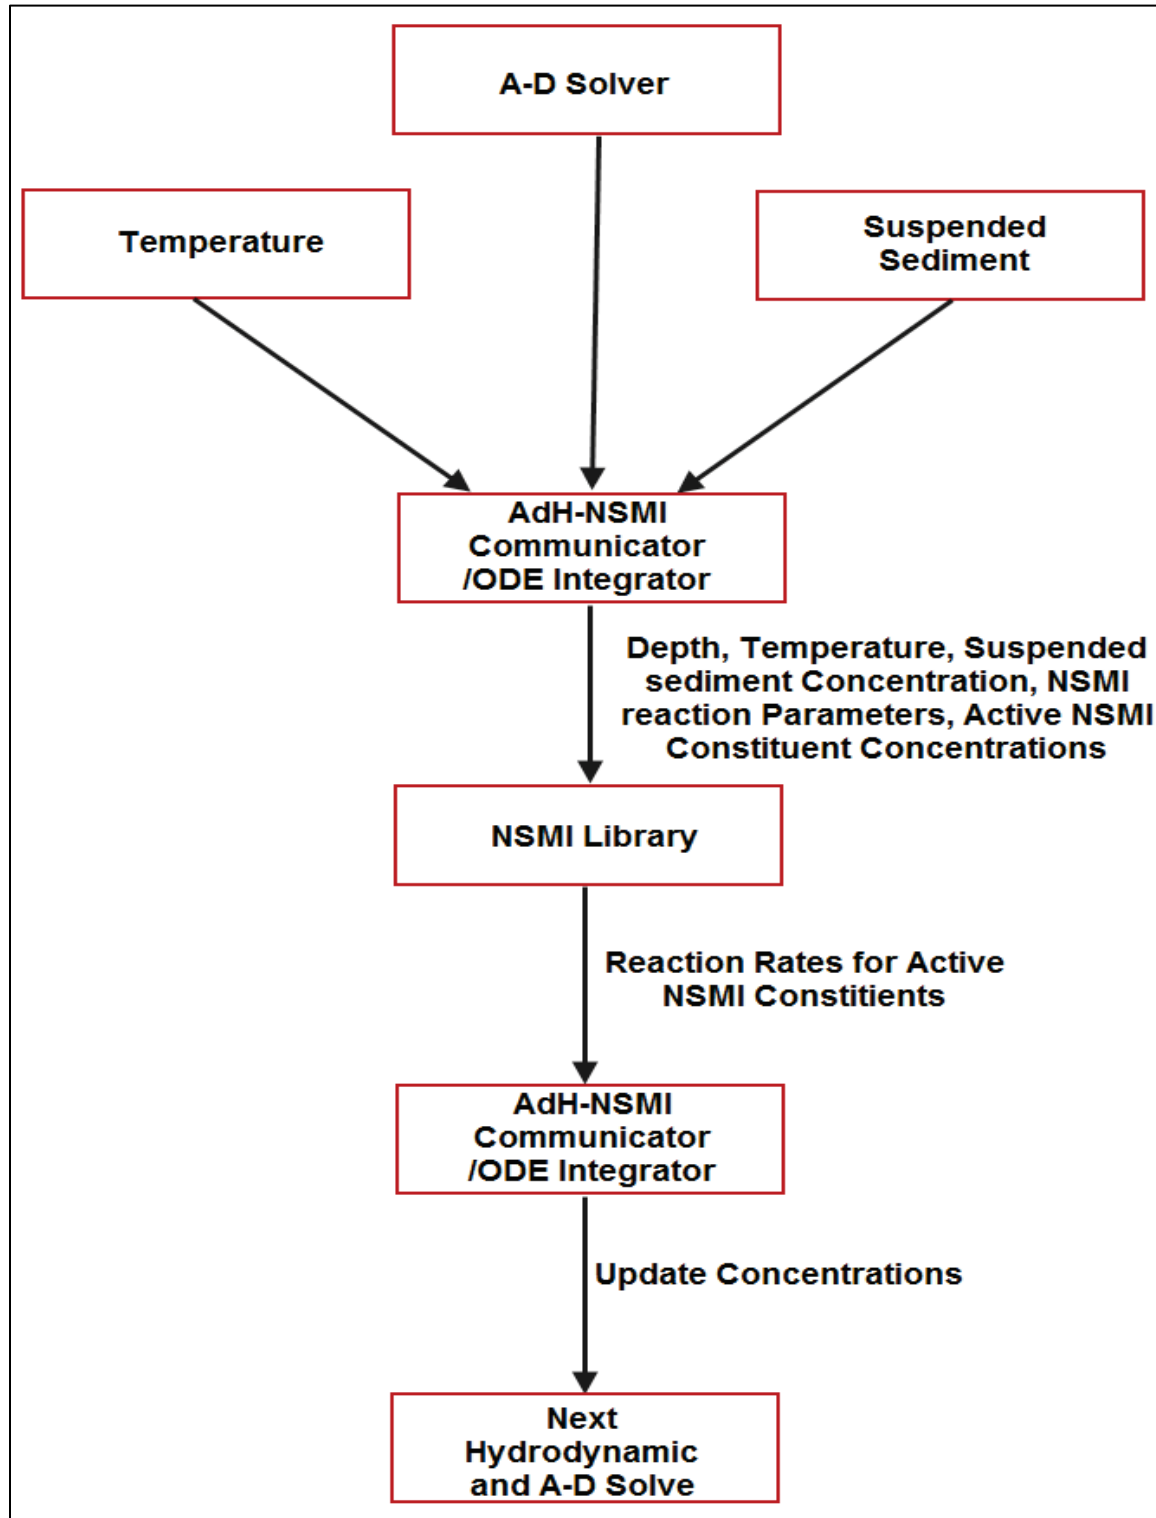 A-D Solver
Temperature
Suspended
Sediment
AdH-NSMI
Communicator
/ODE Integrator
Depth, Temperature, Suspended
sediment Concentration, NSMI
reaction Parameters, Active NSMI
Constituent Concentrations
NSMI Library
Reaction Rates for Active
NSMI Constitients
AdH-NSMI
Communicator
/ODE Integrator
Update Concentrations
Next
Hydrodynamic
and A-D Solve